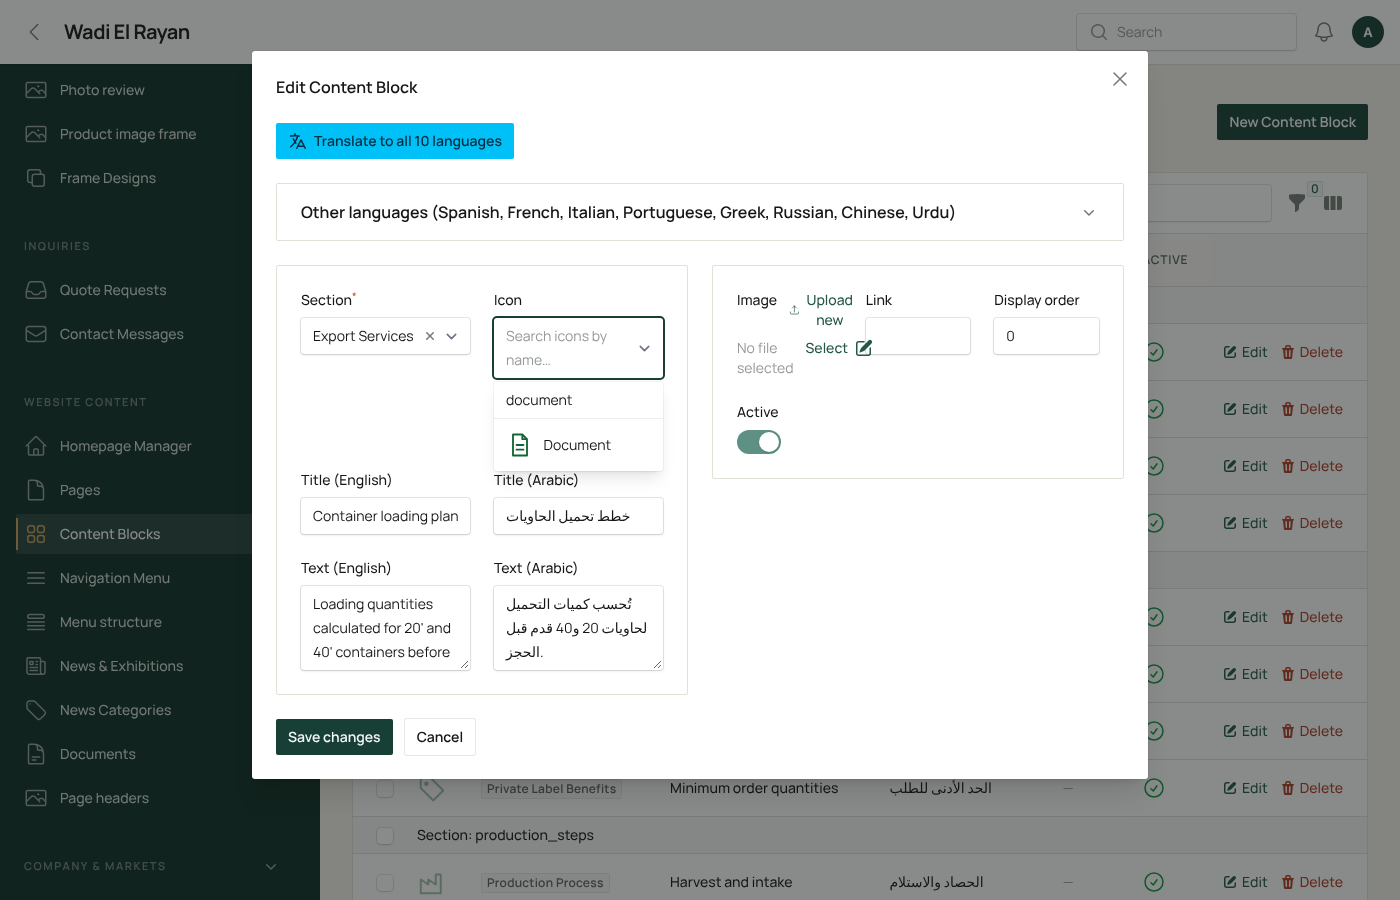 Wadi El Rayan
Search
A
Photo review
Product image frame
Frame Designs
INQUIRIES
Quote Requests
Contact Messages
WEBSITE CONTENT
Homepage Manager
Pages
Content Blocks
Navigation Menu
Menu structure
News & Exhibitions
News Categories
Documents
Page headers
COMPANY & MARKETS
New Content Block
0
Edit Content Block
Translate to all 10 languages
Other languages (Spanish, French, Italian, Portuguese, Greek, Russian, Chinese, Urdu)
Section*
Export Services
Icon
Search icons by
name...
document
Document
Title (English)
Container loading plan
Title (Arabic)
خطط تحميل الحاويات
Text (English)
Loading quantities
calculated for 20' and
40' containers before
Text (Arabic)
تُحسب كميات التحميل
لحاويات 20 و40 قدم قبل
الحجز.
Image
Upload
new
No file
selected
Select
Link
Display order
0
Active
Save changes
Cancel
Edit Delete
Edit Delete
Edit Delete
Edit Delete
Edit Delete
Edit Delete
Edit Delete
Private Label Benefits Minimum order quantities الحد الأدنى للطلب — Edit Delete
Section: production_steps
Production Process Harvest and intake الحصاد والاستلام — Edit Delete